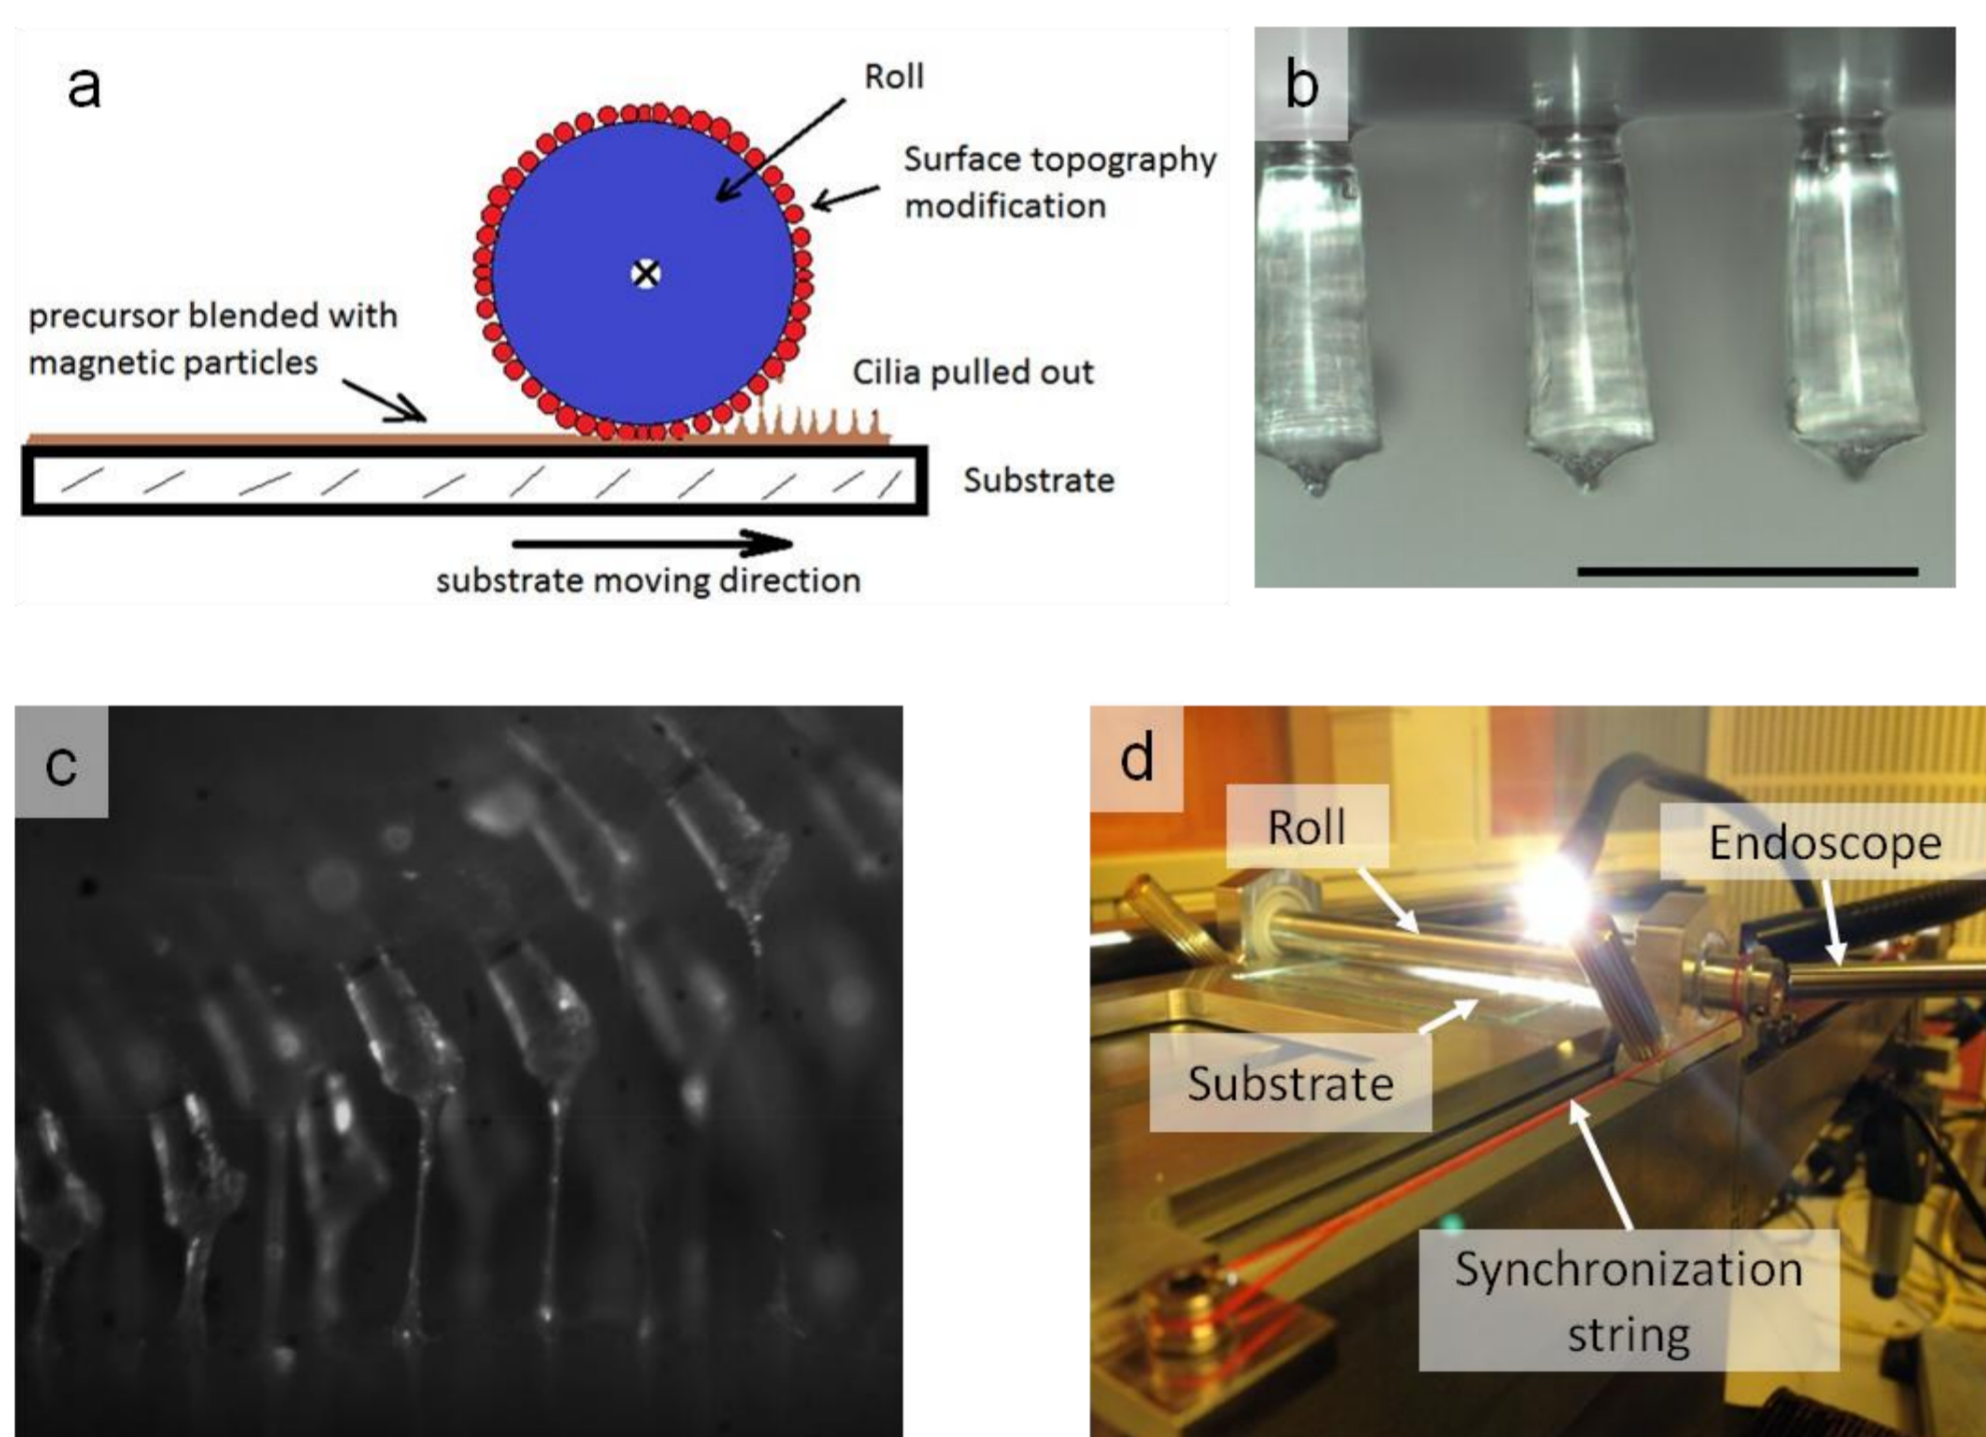 a
Roll
Surface topography
modification
precursor blended with
magnetic particles
Cilia pulled out
Substrate
substrate moving direction
b
c
d
Roll
Endoscope
Substrate
Synchronization
string